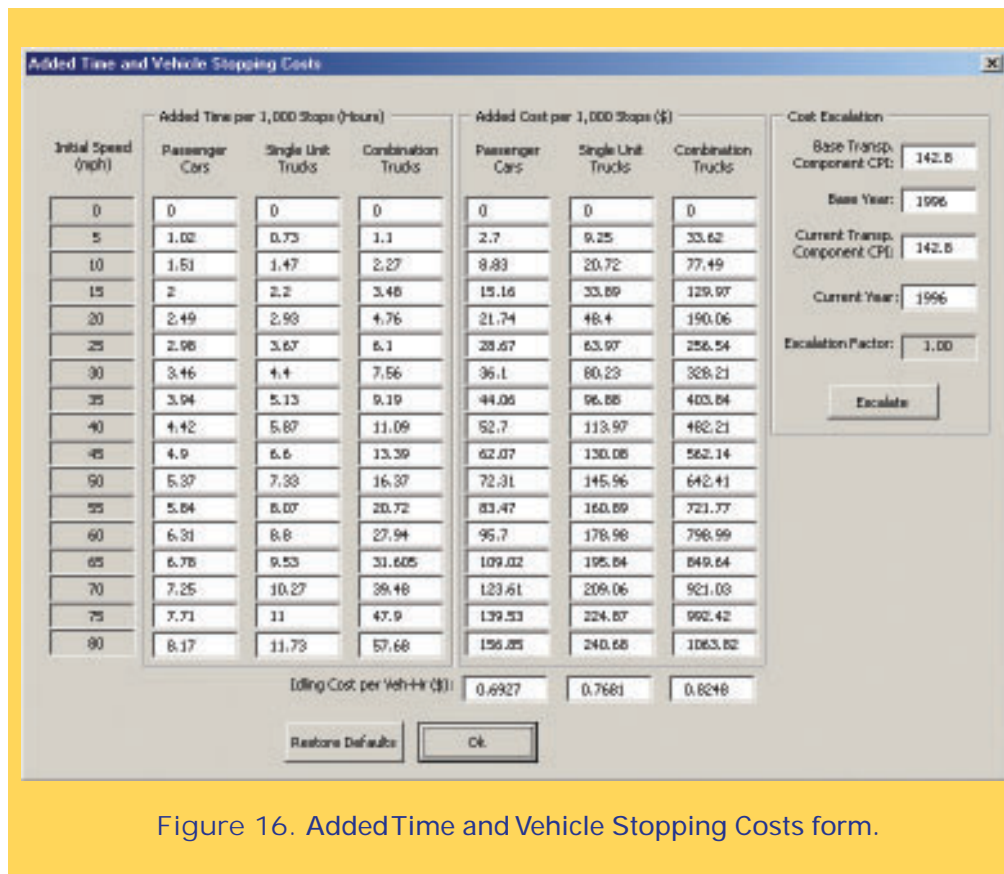 Added Time and Vehicle Stopping Costs
Added Time per 1,000 Stops (Hours) Added Cost per 1,000 Stops ($) Cost Escalation
Initial Speed (mph) Passenger Cars Single Unit Trucks Combination Trucks Passenger Cars Single Unit Trucks Combination Trucks
0 0 0 0 0 0 0
5 1.02 0.73 1.1 2.7 9.25 33.62
10 1.51 1.47 2.27 8.83 20.72 77.49
15 2 2.2 3.48 15.16 33.89 129.97
20 2.49 2.93 4.76 21.74 48.4 190.06
25 2.98 3.67 6.1 28.67 63.97 256.54
30 3.46 4.4 7.56 36.1 80.23 328.21
35 3.94 5.13 9.19 44.06 96.88 403.84
40 4.42 5.87 11.09 52.7 113.97 482.21
45 4.9 6.6 13.39 62.07 130.08 562.14
50 5.37 7.33 16.37 72.31 145.96 642.41
55 5.84 8.07 20.72 83.47 160.89 721.77
60 6.31 8.8 27.94 95.7 178.98 798.99
65 6.78 9.53 31.605 109.02 195.84 849.64
70 7.25 10.27 39.48 123.61 209.06 921.03
75 7.71 11 47.9 139.53 224.87 992.42
80 8.17 11.73 57.68 156.85 240.68 1063.82
Idling Cost per Veh-Hr ($): 0.6927 0.7681 0.8248
Base Transp. Component CPI: 142.8
Base Year: 1996
Current Transp. Component CPI: 142.8
Current Year: 1996
Escalation Factor: 1.00
Escalate
Restore Defaults Ok
Figure 16. Added Time and Vehicle Stopping Costs form.